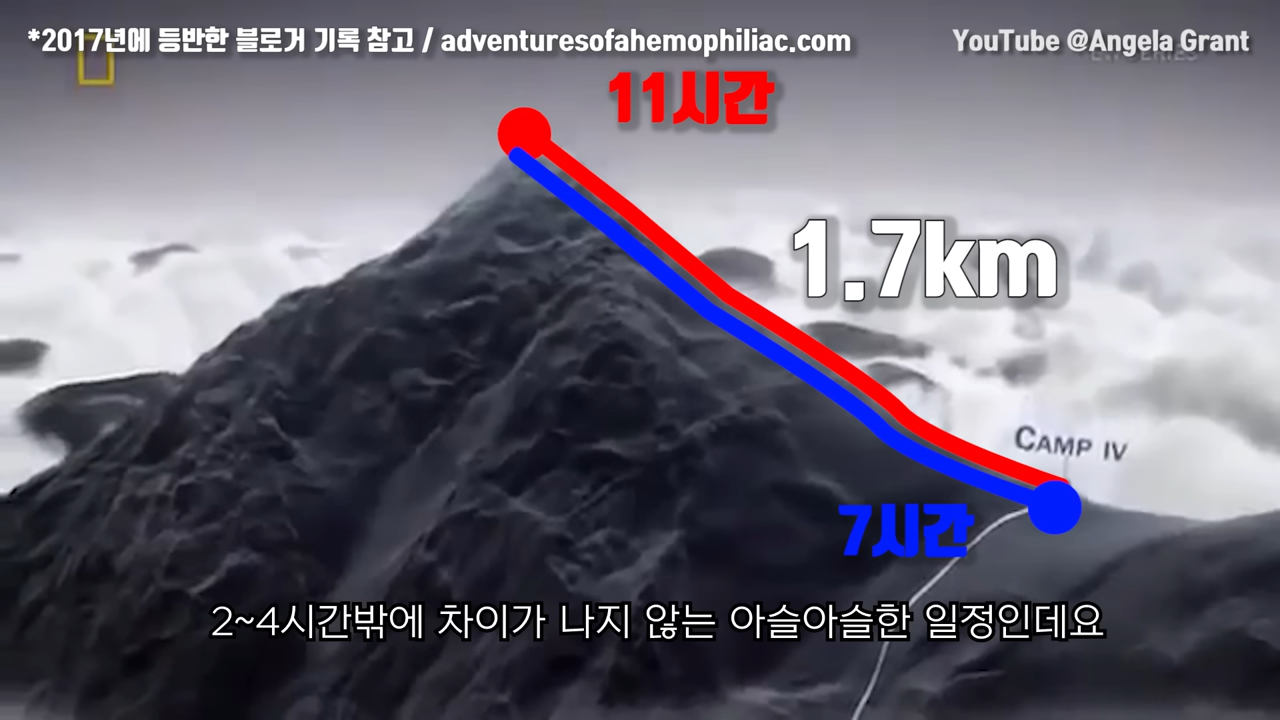 *2017년에 등반한 블로거 기록 참고 / adventuresofahemophiliac.com
YouTube @Angela Grant
11시간
1.7km
CAMP IV
7시간
2~4시간밖에 차이가 나지 않는 아슬아슬한 일정인데요